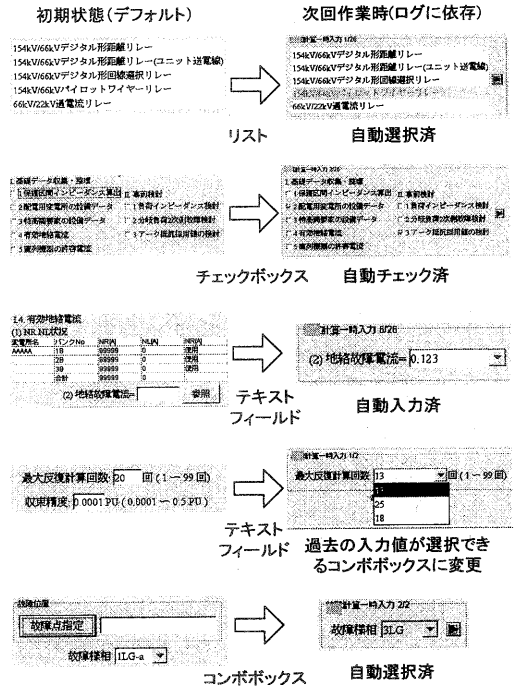 初期状態(デフォルト)
次回作業時(ログに依存)
154kV/66kVデジタル形距離リレー
154kV/66kVデジタル形距離リレー(ユニット送電線)
154kV/66kVデジタル形回線選択リレー
154kV/66kVパイロットワイヤーリレー
66kV/22kV過電流リレー
計算一時入力 1/26
154kV/66kVデジタル形距離リレー
154kV/66kVデジタル形距離リレー(ユニット送電線)
154kV/66kVデジタル形回線選択リレー
154kV/66kVパイロットワイヤーリレー
66kV/22kV過電流リレー
リスト
自動選択済
I.基礎データ収集・整理
1保護区間インピーダンス算出
II.事前検討
2配電用変電所の設備データ
1負荷インピーダンス検討
3特高需要家の設備データ
2分岐負荷2次側故障検討
4有効地絡電流
3アーク抵抗採用値の検討
5直列機器の許容電流
計算一時入力
I.基礎データ収集・整理
1保護区間インピーダンス算出
II.事前検討
2配電用変電所の設備データ
1負荷インピーダンス検討
3特高需要家の設備データ
2分岐負荷2次側故障検討
4有効地絡電流
3アーク抵抗採用値の検討
5直列機器の許容電流
チェックボックス
自動チェック済
I.4. 有効地絡電流
(1) NR.NL状況
変電所名 バンクNo NR[A] NL[A] NR[A]
AAAAA 1B 99999 0 使用
2B 99999 0 使用
3B 99999 0 使用
合計 99999 0
(2) 地絡故障電流=
参照
計算一時入力 6/26
(2) 地絡故障電流= 0.123
テキスト
フィールド
自動入力済
最大反復計算回数: 20 回 (1 ー 99 回)
収束精度: 0.0001 PU ( 0.0001 ー 0.5 PU )
計算一時入力 1/2
最大反復計算回数: 13 回 (1 ー 99 回)
25
18
テキスト
フィールド
過去の入力値が選択でき
るコンボボックスに変更
故障位置
故障点指定
故障様相 1LG-a
計算一時入力 2/2
故障様相 3LG
コンボボックス
自動選択済